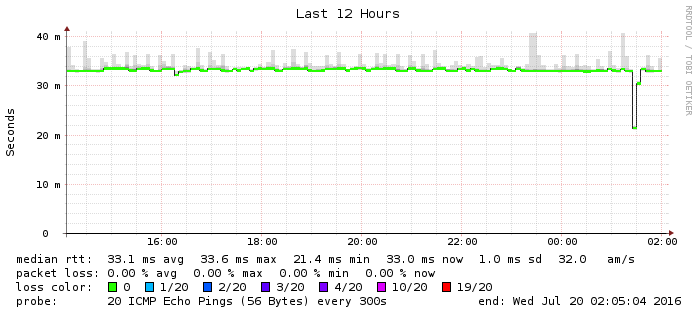 Last 12 Hours
RRDTOOL / TOBI OETIKER
Seconds
40 m
30 m
20 m
10 m
0
16:00 18:00 20:00 22:00 00:00 02:00
median rtt: 33.1 ms avg 33.6 ms max 21.4 ms min 33.0 ms now 1.0 ms sd 32.0 am/s
packet loss: 0.00 % avg 0.00 % max 0.00 % min 0.00 % now
loss color: 0 1/20 2/20 3/20 4/20 10/20 19/20
probe: 20 ICMP Echo Pings (56 Bytes) every 300s end: Wed Jul 20 02:05:04 2016